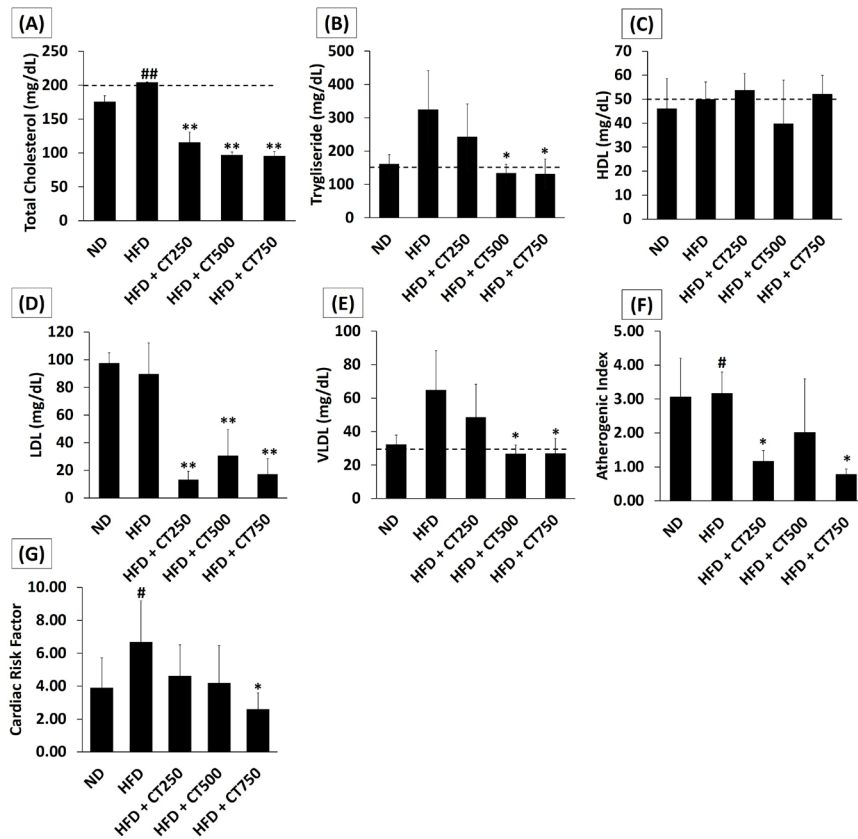 (A)
Total Cholesterol (mg/dL)
250
200
150
100
50
0
##
**
**
**
ND
HFD
HFD + CT250
HFD + CT500
HFD + CT750
(B)
Trygliseride (mg/dL)
500
400
300
200
100
0
*
*
ND
HFD
HFD + CT250
HFD + CT500
HFD + CT750
(C)
HDL (mg/dL)
70
60
50
40
30
20
10
0
ND
HFD
HFD + CT250
HFD + CT500
HFD + CT750
(D)
LDL (mg/dL)
120
100
80
60
40
20
0
**
**
**
ND
HFD
HFD + CT250
HFD + CT500
HFD + CT750
(E)
VLDL (mg/dL)
100
80
60
40
20
0
*
*
ND
HFD
HFD + CT250
HFD + CT500
HFD + CT750
(F)
Atherogenic Index
5.00
4.00
3.00
2.00
1.00
0.00
#
*
*
ND
HFD
HFD + CT250
HFD + CT500
HFD + CT750
(G)
Cardiac Risk Factor
10.00
8.00
6.00
4.00
2.00
0.00
#
*
ND
HFD
HFD + CT250
HFD + CT500
HFD + CT750